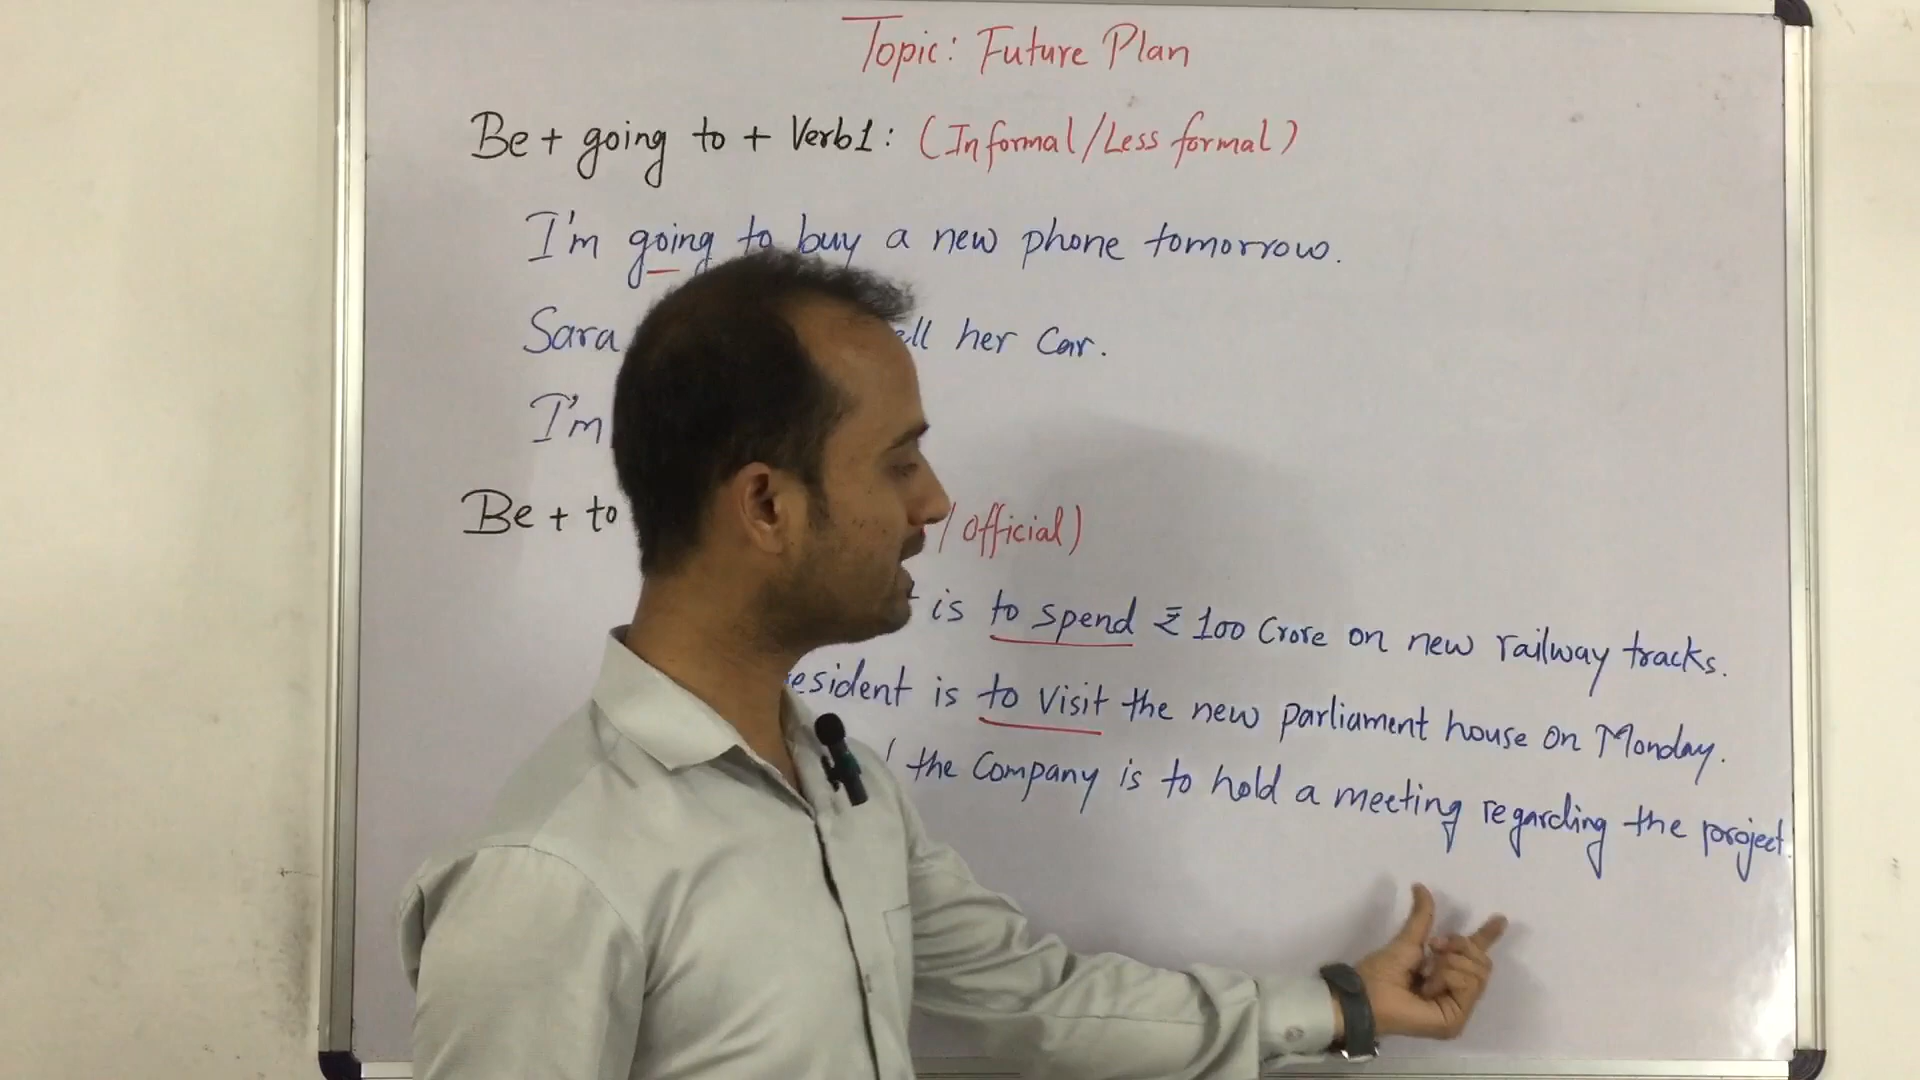 Topic: Future Plan
Be + going to + Verb1: (Informal/Less formal)
I'm going to buy a new phone tomorrow.
Sara her Car.
I'm
Be + to / Official)
is to spend ₹ 100 Crore on new railway tracks.
is to visit the new parliament house on Monday.
the Company is to hold a meeting regarding the project.